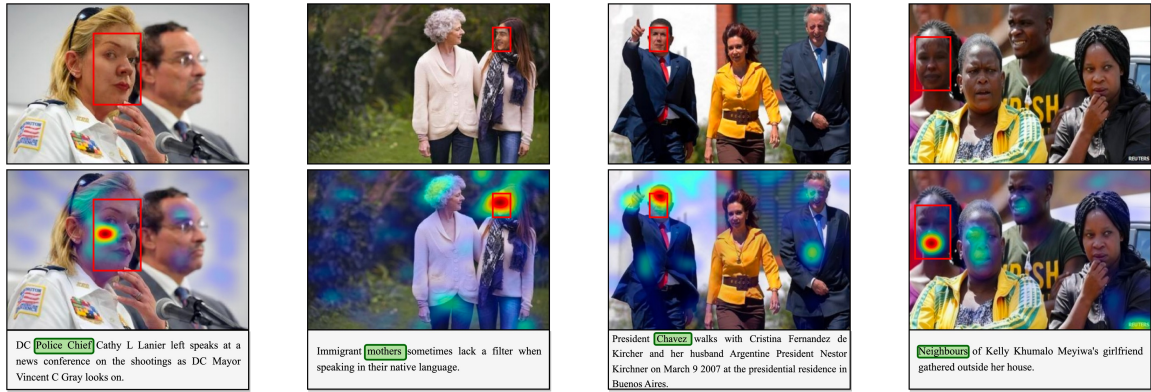 RISH
REUTERS
RISH
REUTERS
DC Police Chief Cathy L Lanier left speaks at a
news conference on the shootings as DC Mayor
Vincent C Gray looks on.
Immigrant mothers sometimes lack a filter when
speaking in their native language.
President Chavez walks with Cristina Fernandez de
Kircher and her husband Argentine President Nestor
Kirchner on March 9 2007 at the presidential residence in
Buenos Aires.
Neighbours of Kelly Khumalo Meyiwa's girlfriend
gathered outside her house.